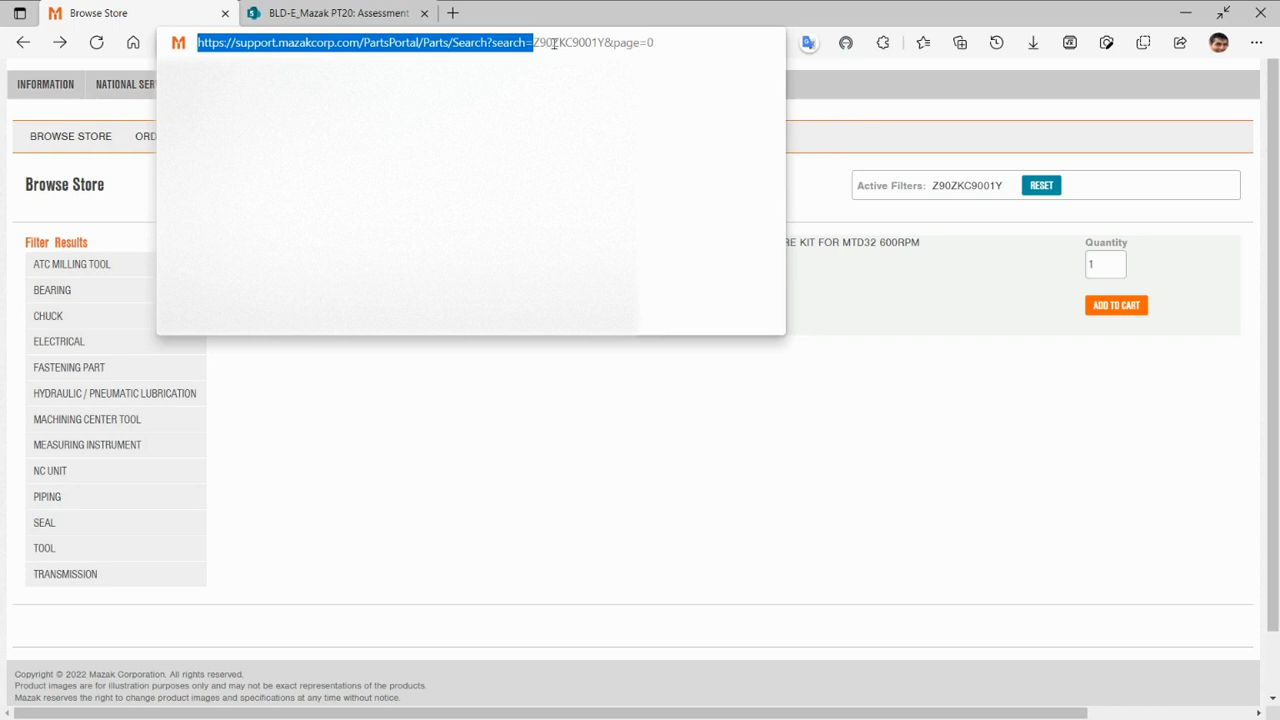 Browse Store
BLD-E_Mazak PT20: Assessment
https://support.mazakcorp.com/PartsPortal/Parts/Search?search=Z90ZKC9001Y&page=0
INFORMATION
NATIONAL SER
BROWSE STORE
ORD
Browse Store
Active Filters: Z90ZKC9001Y
RESET
Filter Results
ATC MILLING TOOL
BEARING
CHUCK
ELECTRICAL
FASTENING PART
HYDRAULIC / PNEUMATIC LUBRICATION
MACHINING CENTER TOOL
MEASURING INSTRUMENT
NC UNIT
PIPING
SEAL
TOOL
TRANSMISSION
RE KIT FOR MTD32 600RPM
Quantity
1
ADD TO CART
Copyright © 2022 Mazak Corporation. All rights reserved.
Product images are for illustration purposes only and may not be exact representations of the products.
Mazak reserves the right to change product images and specifications at any time without notice.